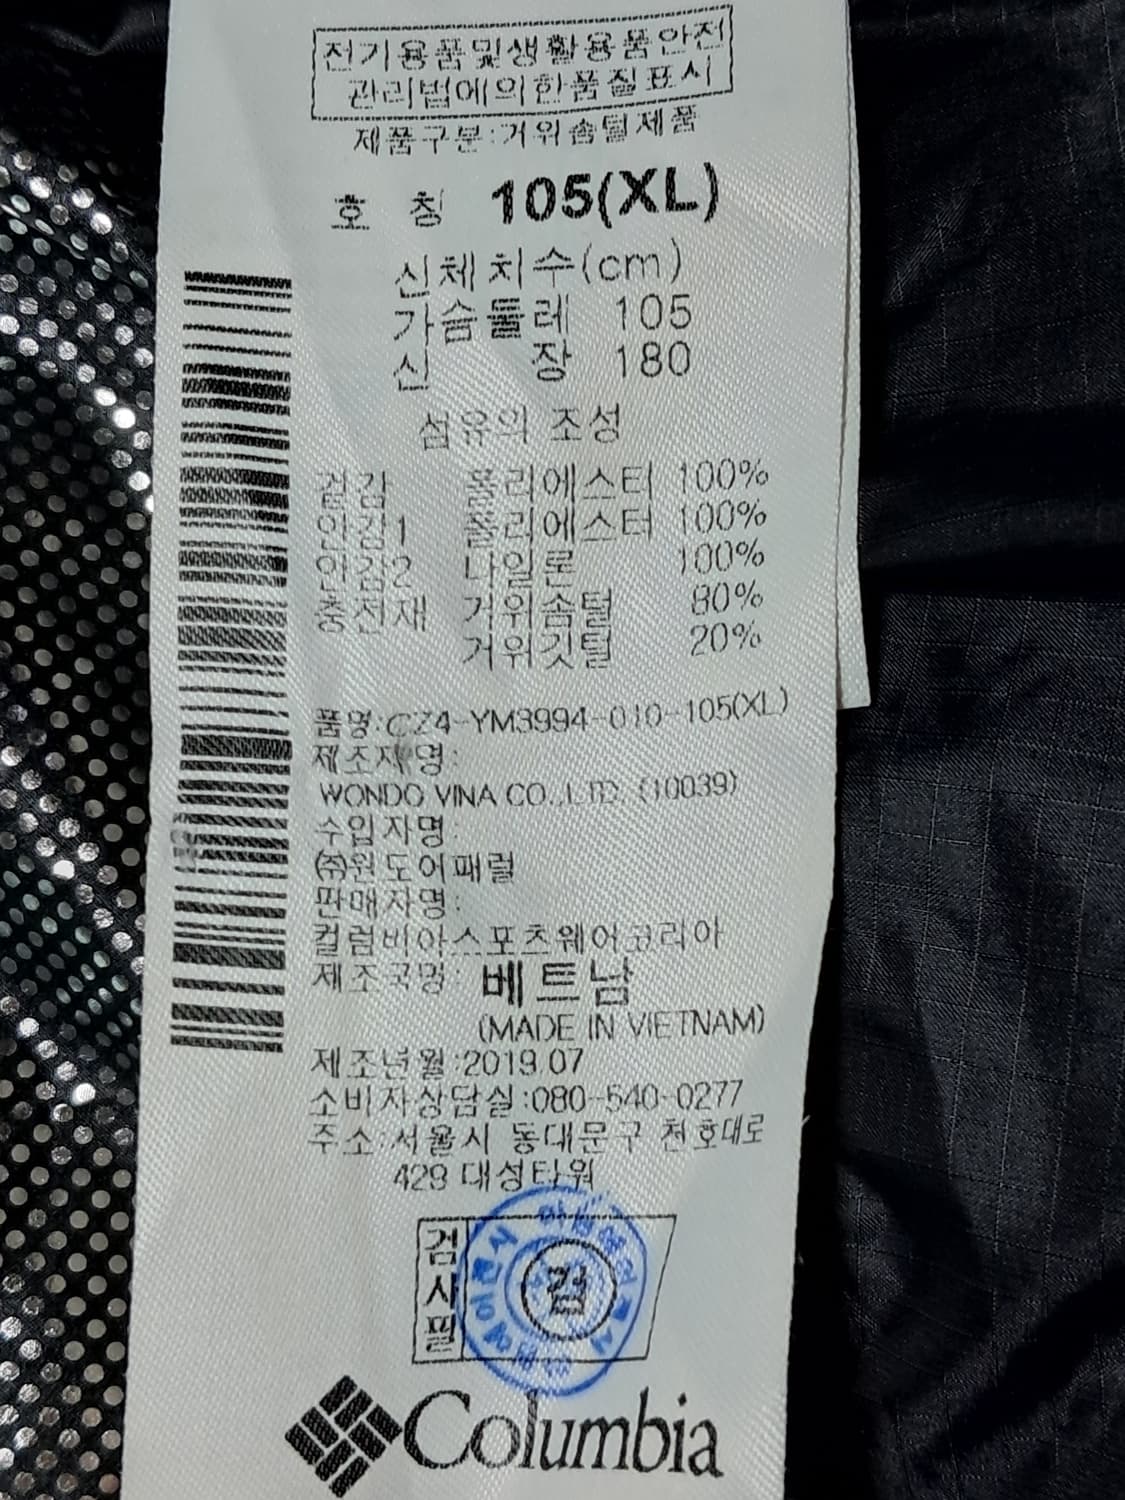 전기용품및생활용품안전
관리법에의한품질표시
제품구분:거위솜털제품
호 칭 105(XL)
신체치수(cm)
가슴둘레 105
신 장 180
섬유의 조성
겉감 폴리에스터 100%
안감1 폴리에스터 100%
안감2 나일론 100%
충전재 거위솜털 80%
거위깃털 20%
품명:CZ4-YM3994-010-105(XL)
제조자명:
WONDO VINA CO.,LTD. (10039)
수입자명:
(주)원도어패럴
판매자명:
컬럼비아스포츠웨어코리아
제조국명: 베트남
(MADE IN VIETNAM)
제조년월:2019.07
소비자상담실:080-540-0277
주소:서울시 동대문구 천호대로
429 대성타워
검사필
검
Columbia